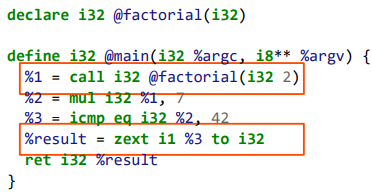 declare i32 @factorial(i32)
define i32 @main(i32 %argc, i8** %argv) {
%1 = call i32 @factorial(i32 2)
%2 = mul i32 %1, 7
%3 = icmp eq i32 %2, 42
%result = zext i1 %3 to i32
ret i32 %result
}